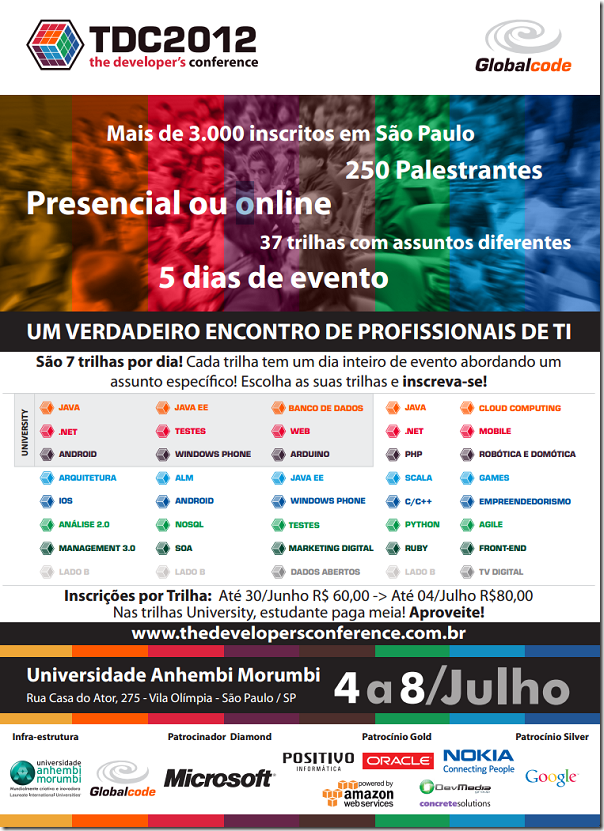 TDC2012
the developer's conference
Globalcode
Mais de 3.000 inscritos em São Paulo
250 Palestrantes
Presencial ou online
37 trilhas com assuntos diferentes
5 dias de evento
UM VERDADEIRO ENCONTRO DE PROFISSIONAIS DE TI
São 7 trilhas por dia! Cada trilha tem um dia inteiro de evento abordando um
assunto específico! Escolha as suas trilhas e inscreva-se!
UNIVERSITY
JAVA JAVA EE BANCO DE DADOS JAVA CLOUD COMPUTING
.NET TESTES WEB .NET MOBILE
ANDROID WINDOWS PHONE ARDUINO PHP ROBÓTICA E DOMÓTICA
ARQUITETURA ALM JAVA EE SCALA GAMES
IOS ANDROID WINDOWS PHONE C/C++ EMPREENDEDORISMO
ANÁLISE 2.0 NOSQL TESTES PYTHON AGILE
MANAGEMENT 3.0 SOA MARKETING DIGITAL RUBY FRONT-END
LADO B LADO B DADOS ABERTOS TV DIGITAL
Inscrições por Trilha: Até 30/Junho R$ 60,00 -> Até 04/Julho R$80,00
Nas trilhas University, estudante paga meia! Aproveite!
www.thedevelopersconference.com.br
Universidade Anhembi Morumbi
Rua Casa do Ator, 275 - Vila Olímpia - São Paulo / SP
4 a 8/Julho
Infra-estrutura Patrocinador Diamond Patrocínio Gold Patrocínio Silver
universidade
anhembi
morumbi
Mundialmente criativa e inovadora
Laureate International Universities
Globalcode
Microsoft
POSITIVO
INFORMÁTICA
ORACLE
NOKIA
Connecting People
powered by
amazon
web services
DevMedia
concretesolutions
Google